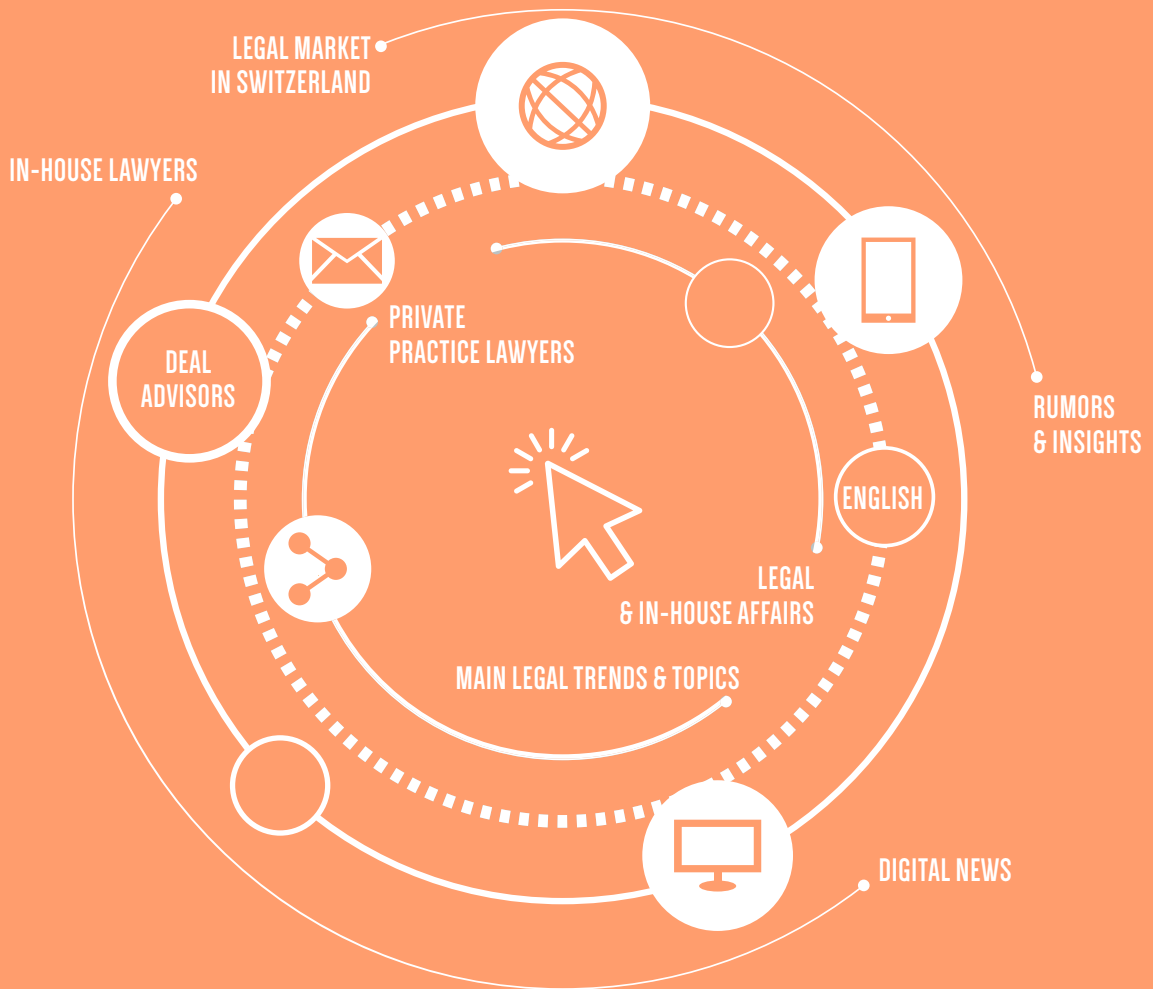 LEGAL MARKET
IN SWITZERLAND
IN-HOUSE LAWYERS
PRIVATE
PRACTICE LAWYERS
DEAL
ADVISORS
RUMORS
& INSIGHTS
ENGLISH
LEGAL
& IN-HOUSE AFFAIRS
MAIN LEGAL TRENDS & TOPICS
DIGITAL NEWS